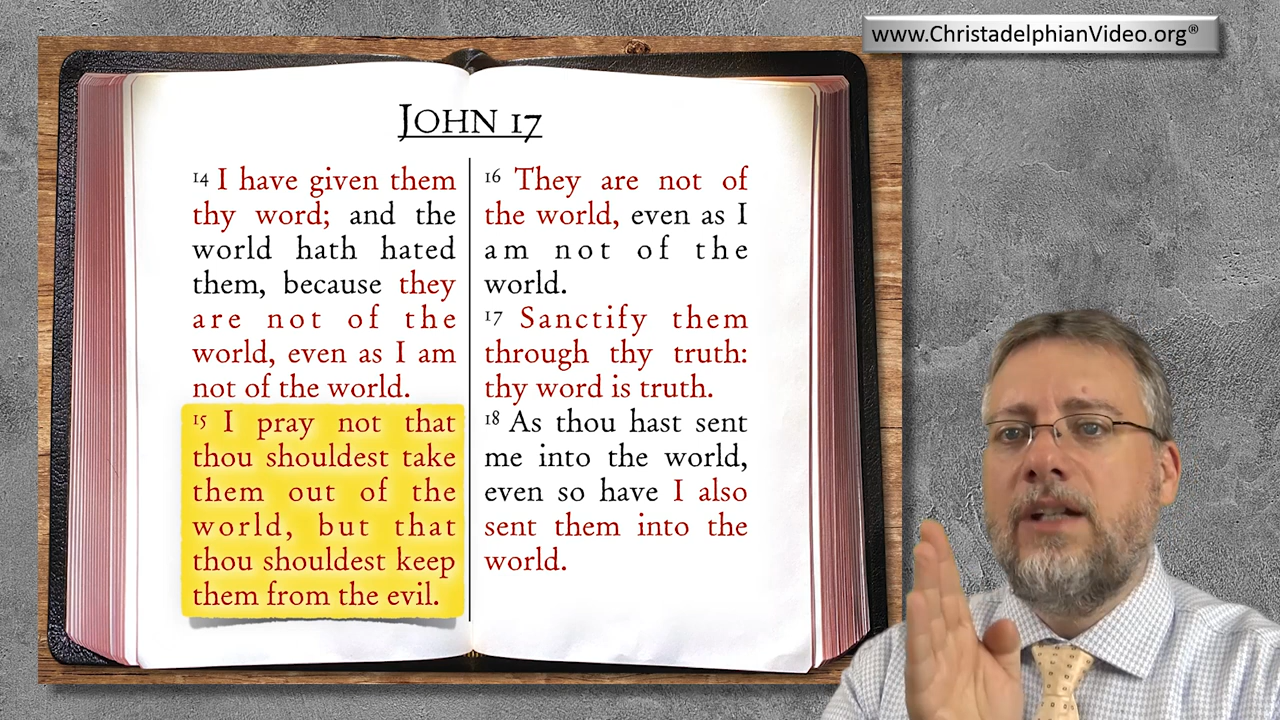 www.ChristadelphianVideo.org®
JOHN 17
14 I have given them
thy word; and the
world hath hated
them, because they
are not of the
world, even as I am
not of the world.
15 I pray not that
thou shouldest take
them out of the
world, but that
thou shouldest keep
them from the evil.
16 They are not of
the world, even as I
am not of the
world.
17 Sanctify them
through thy truth:
thy word is truth.
18 As thou hast sent
me into the world,
even so have I also
sent them into the
world.